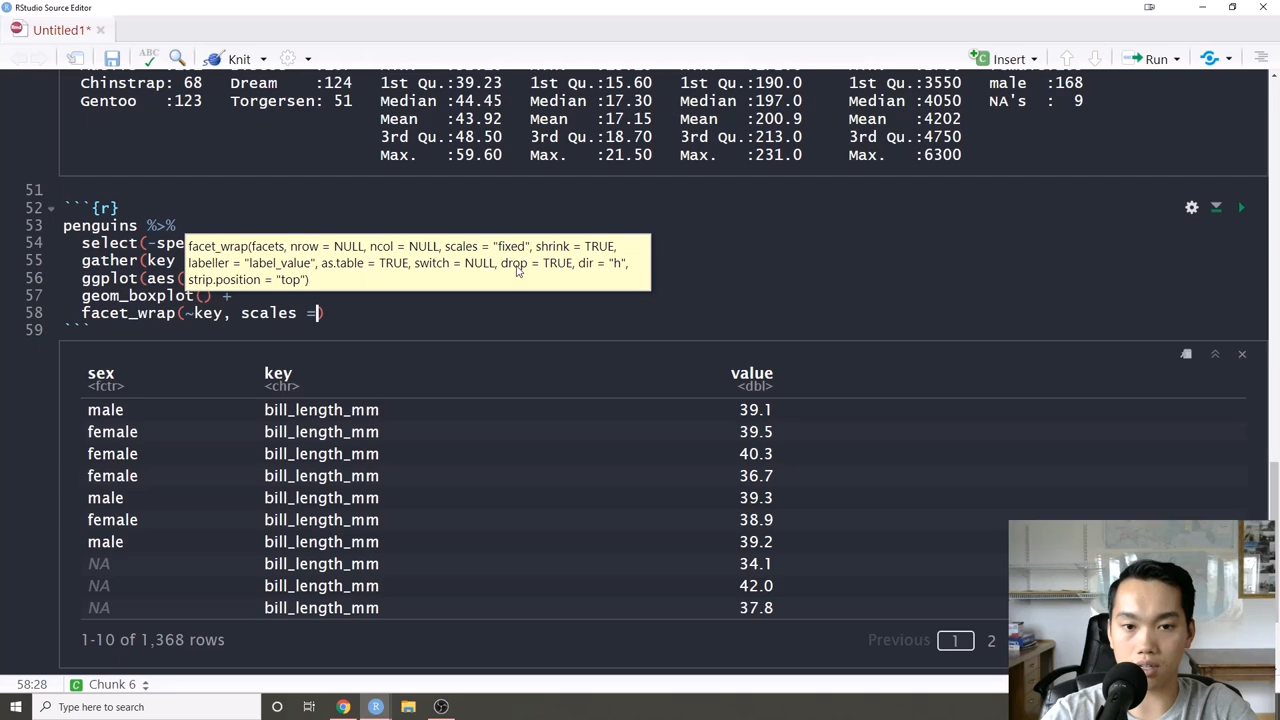 RStudio Source Editor
Untitled1*
ABC
Knit
Insert
Run
Chinstrap: 68 Dream :124 1st Qu.:39.23 1st Qu.:15.60 1st Qu.:190.0 1st Qu.:3550 male :168
Gentoo :123 Torgersen: 51 Median :44.45 Median :17.30 Median :197.0 Median :4050 NA's : 9
Mean :43.92 Mean :17.15 Mean :200.9 Mean :4202
3rd Qu.:48.50 3rd Qu.:18.70 3rd Qu.:213.0 3rd Qu.:4750
Max. :59.60 Max. :21.50 Max. :231.0 Max. :6300
51
52 ```{r}
53 penguins %>%
54 select(-spe
55 gather(key
56 ggplot(aes(
57 geom_boxplot() +
58 facet_wrap(~key, scales =)
59 ```
facet_wrap(facets, nrow = NULL, ncol = NULL, scales = "fixed", shrink = TRUE,
labeller = "label_value", as.table = TRUE, switch = NULL, drop = TRUE, dir = "h",
strip.position = "top")
sex key value
<fctr> <chr> <dbl>
male bill_length_mm 39.1
female bill_length_mm 39.5
female bill_length_mm 40.3
female bill_length_mm 36.7
male bill_length_mm 39.3
female bill_length_mm 38.9
male bill_length_mm 39.2
NA bill_length_mm 34.1
NA bill_length_mm 42.0
NA bill_length_mm 37.8
1-10 of 1,368 rows Previous 1 2
58:28 Chunk 6
Type here to search